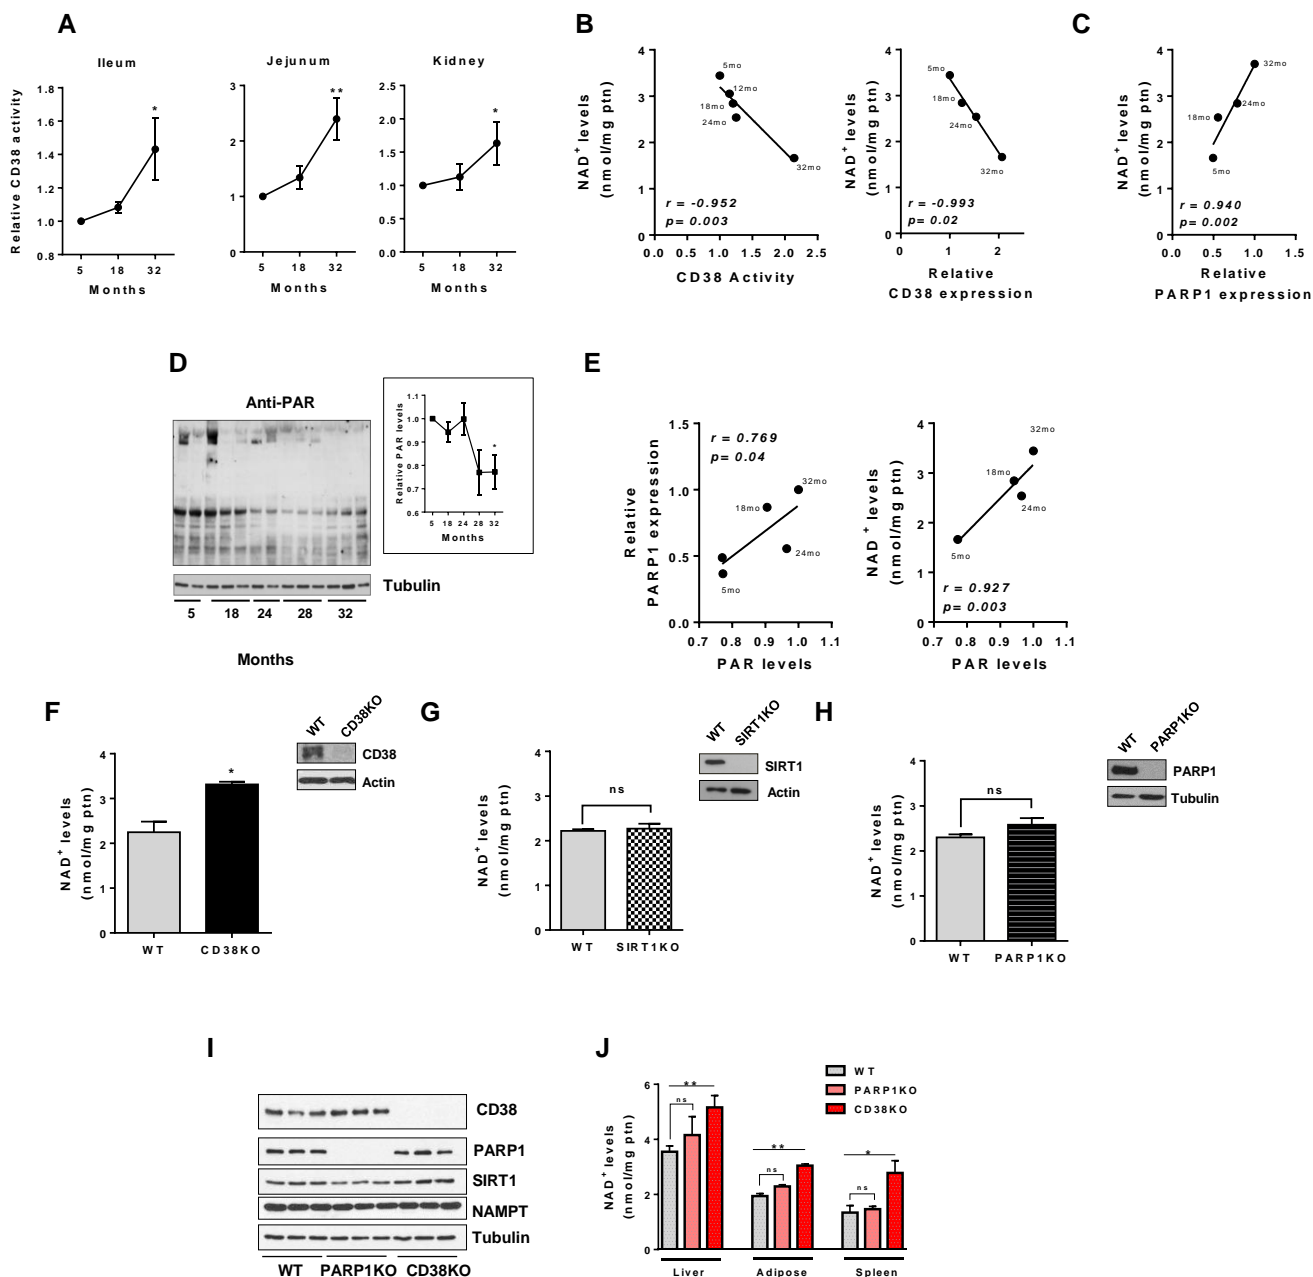 A
Ileum
Jejunum
Kidney
Relative CD38 activity
1.8
1.6
1.4
1.2
1.0
0.8
*
5 18 32
Months
3
2
1
0
**
5 18 32
Months
2.5
2.0
1.5
1.0
0.5
0.0
*
5 18 32
Months
B
NAD+ levels
(nmol/mg ptn)
4
3
2
1
0
5mo
12mo
18mo
24mo
32mo
r = -0.952
p= 0.003
0.0 0.5 1.0 1.5 2.0 2.5
CD38 Activity
NAD+ levels
(nmol/mg ptn)
4
3
2
1
0
5mo
18mo
24mo
32mo
r = -0.993
p= 0.02
0 1 2
Relative
CD38 expression
C
NAD+ levels
(nmol/mg ptn)
4
3
2
1
0
32mo
24mo
18mo
5mo
r = 0.940
p= 0.002
0.0 0.5 1.0 1.5
Relative
PARP1 expression
D
Anti-PAR
Tubulin
5 18 24 28 32
Months
Relative PAR levels
1.1
1.0
0.9
0.8
0.7
0.6
*
5 18 24 28 32
Months
E
Relative
PARP1 expression
1.5
1.0
0.5
0.0
r = 0.769
p= 0.04
32mo
18mo
24mo
5mo
0.7 0.8 0.9 1.0 1.1
PAR levels
NAD+ levels
(nmol/mg ptn)
4
3
2
1
0
32mo
18mo
24mo
5mo
r = 0.927
p= 0.003
0.7 0.8 0.9 1.0 1.1
PAR levels
F
NAD+ levels
(nmol/mg ptn)
4
3
2
1
0
*
WT CD38KO
WT CD38KO
CD38
Actin
G
NAD+ levels
(nmol/mg ptn)
4
3
2
1
0
ns
WT SIRT1KO
WT SIRT1KO
SIRT1
Actin
H
NAD+ levels
(nmol/mg ptn)
4
3
2
1
0
ns
WT PARP1KO
WT PARP1KO
PARP1
Tubulin
I
CD38
PARP1
SIRT1
NAMPT
Tubulin
WT PARP1KO CD38KO
J
WT
PARP1KO
CD38KO
NAD+ levels
(nmol/mg ptn)
6
4
2
0
**
ns
**
ns
*
ns
Liver Adipose Spleen